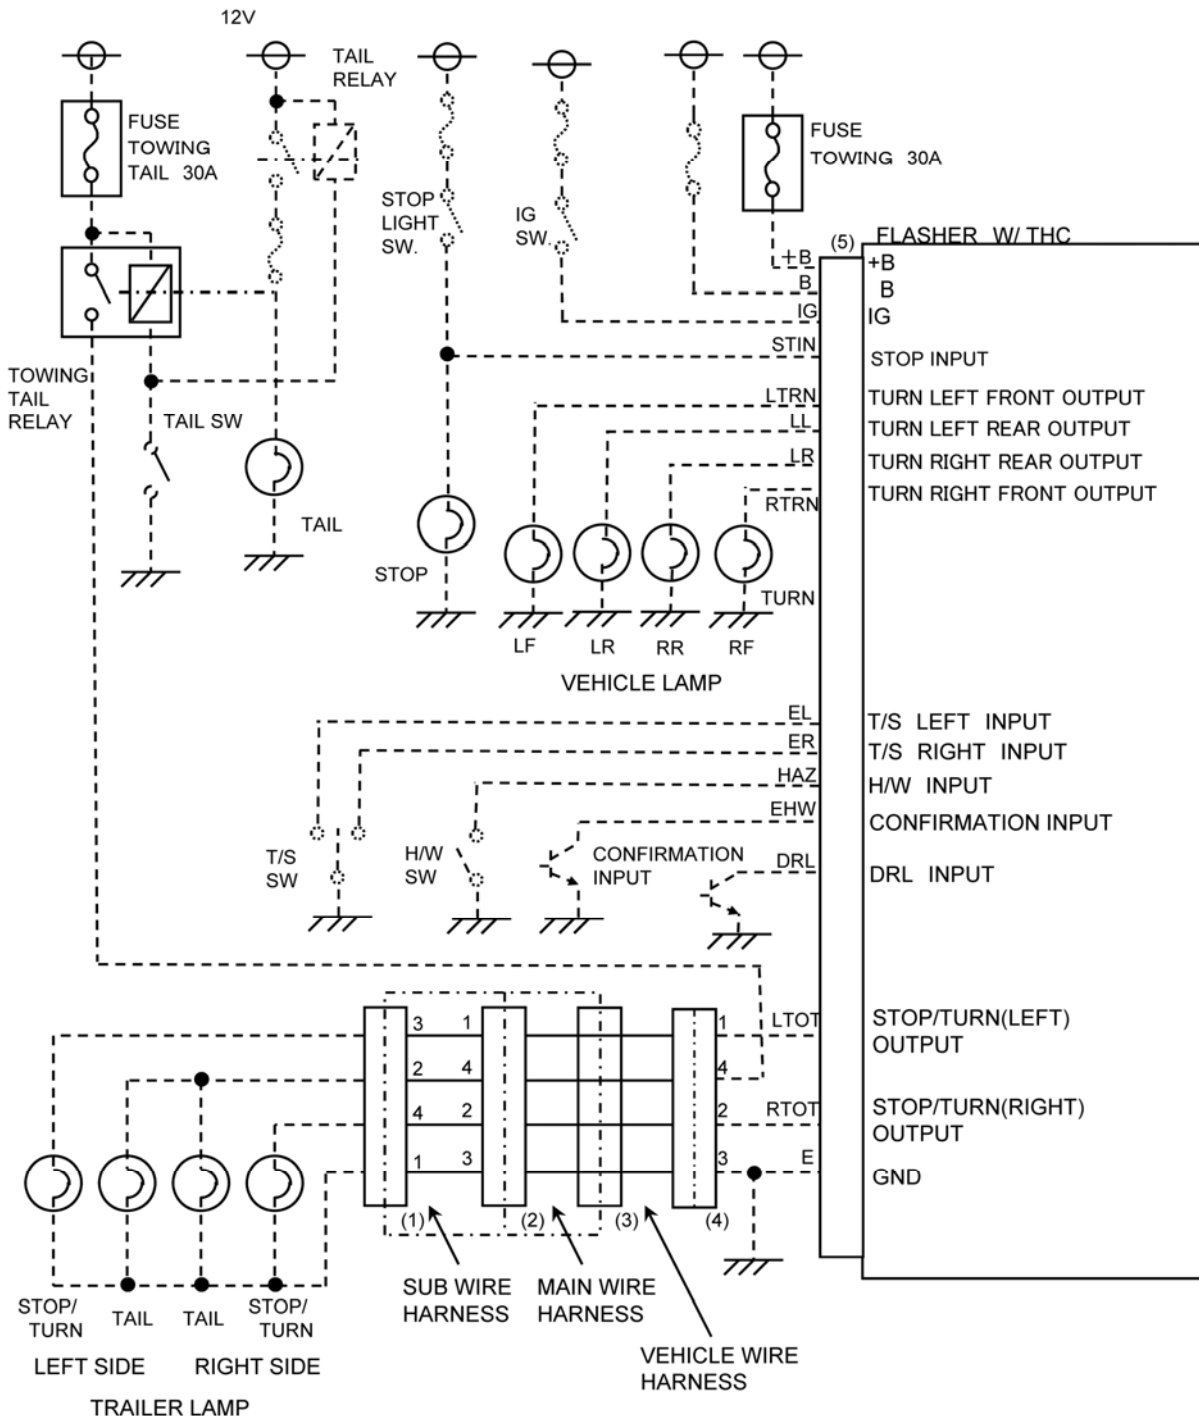 12V
TAIL
RELAY
FUSE
TOWING
TAIL 30A
STOP
LIGHT
SW.
IG
SW.
FUSE
TOWING 30A
(5)
FLASHER W/ THC
+B
+B
B
B
IG
IG
STIN
STOP INPUT
TOWING
TAIL
RELAY
TAIL SW
LTRN
TURN LEFT FRONT OUTPUT
LL
TURN LEFT REAR OUTPUT
LR
TURN RIGHT REAR OUTPUT
RTRN
TURN RIGHT FRONT OUTPUT
TAIL
STOP
TURN
LF
LR
RR
RF
VEHICLE LAMP
EL
T/S LEFT INPUT
ER
T/S RIGHT INPUT
HAZ
H/W INPUT
EHW
CONFIRMATION INPUT
DRL
DRL INPUT
T/S
SW
H/W
SW
CONFIRMATION
INPUT
3
1
1
LTOT
STOP/TURN(LEFT)
OUTPUT
2
4
4
4
2
2
RTOT
STOP/TURN(RIGHT)
OUTPUT
1
3
3
E
GND
(1)
(2)
(3)
(4)
SUB WIRE
HARNESS
MAIN WIRE
HARNESS
VEHICLE WIRE
HARNESS
STOP/
TURN
TAIL
TAIL
STOP/
TURN
LEFT SIDE
RIGHT SIDE
TRAILER LAMP